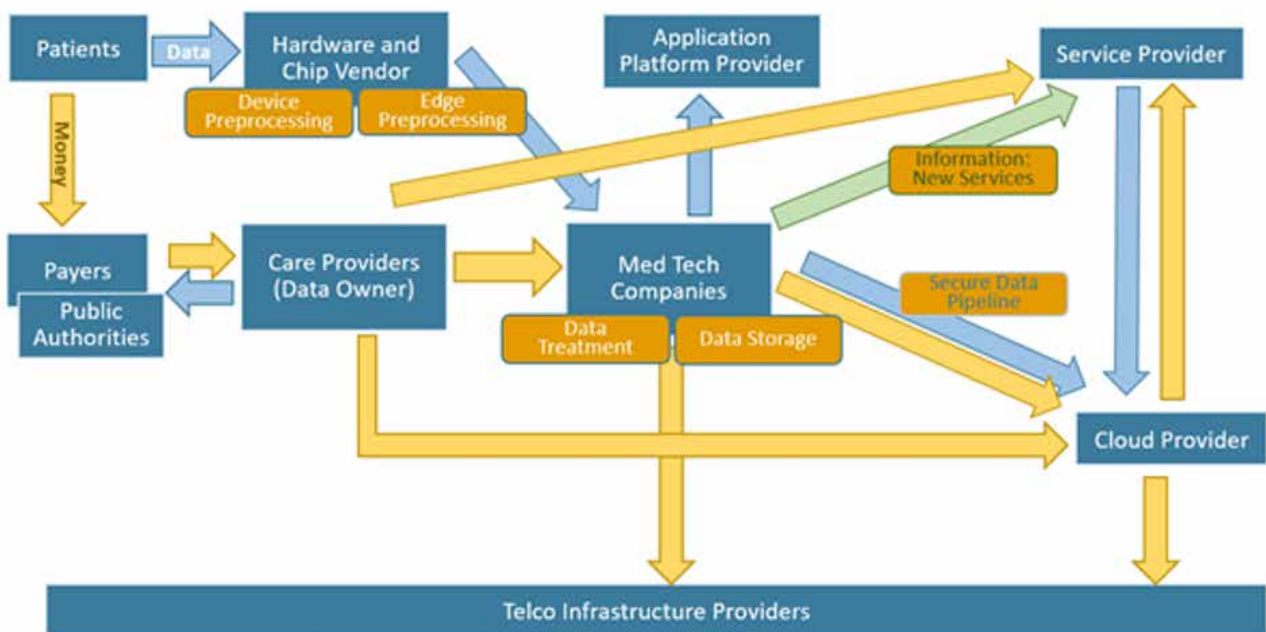 Patients
Data
Hardware and
Chip Vendor
Device
Preprocessing
Edge
Preprocessing
Application
Platform Provider
Service Provider
Money
Information:
New Services
Payers
Public
Authorities
Care Providers
(Data Owner)
Med Tech
Companies
Data
Treatment
Data Storage
Secure Data
Pipeline
Cloud Provider
Telco Infrastructure Providers